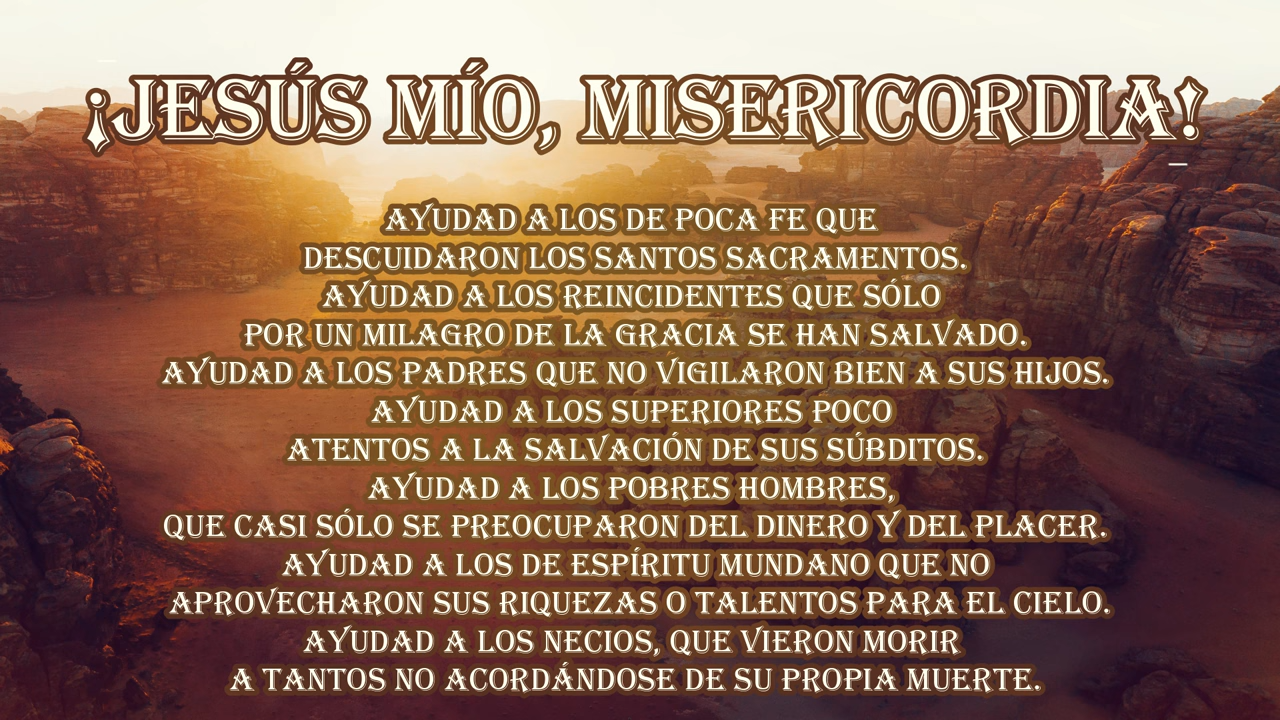 ¡JESÚS MÍO, MISERICORDIA!
AYUDAD A LOS DE POCA FE QUE
DESCUIDARON LOS SANTOS SACRAMENTOS.
AYUDAD A LOS REINCIDENTES QUE SÓLO
POR UN MILAGRO DE LA GRACIA SE HAN SALVADO.
AYUDAD A LOS PADRES QUE NO VIGILARON BIEN A SUS HIJOS.
AYUDAD A LOS SUPERIORES POCO
ATENTOS A LA SALVACIÓN DE SUS SÚBDITOS.
AYUDAD A LOS POBRES HOMBRES,
QUE CASI SÓLO SE PREOCUPARON DEL DINERO Y DEL PLACER.
AYUDAD A LOS DE ESPÍRITU MUNDANO QUE NO
APROVECHARON SUS RIQUEZAS O TALENTOS PARA EL CIELO.
AYUDAD A LOS NECIOS, QUE VIERON MORIR
A TANTOS NO ACORDÁNDOSE DE SU PROPIA MUERTE.